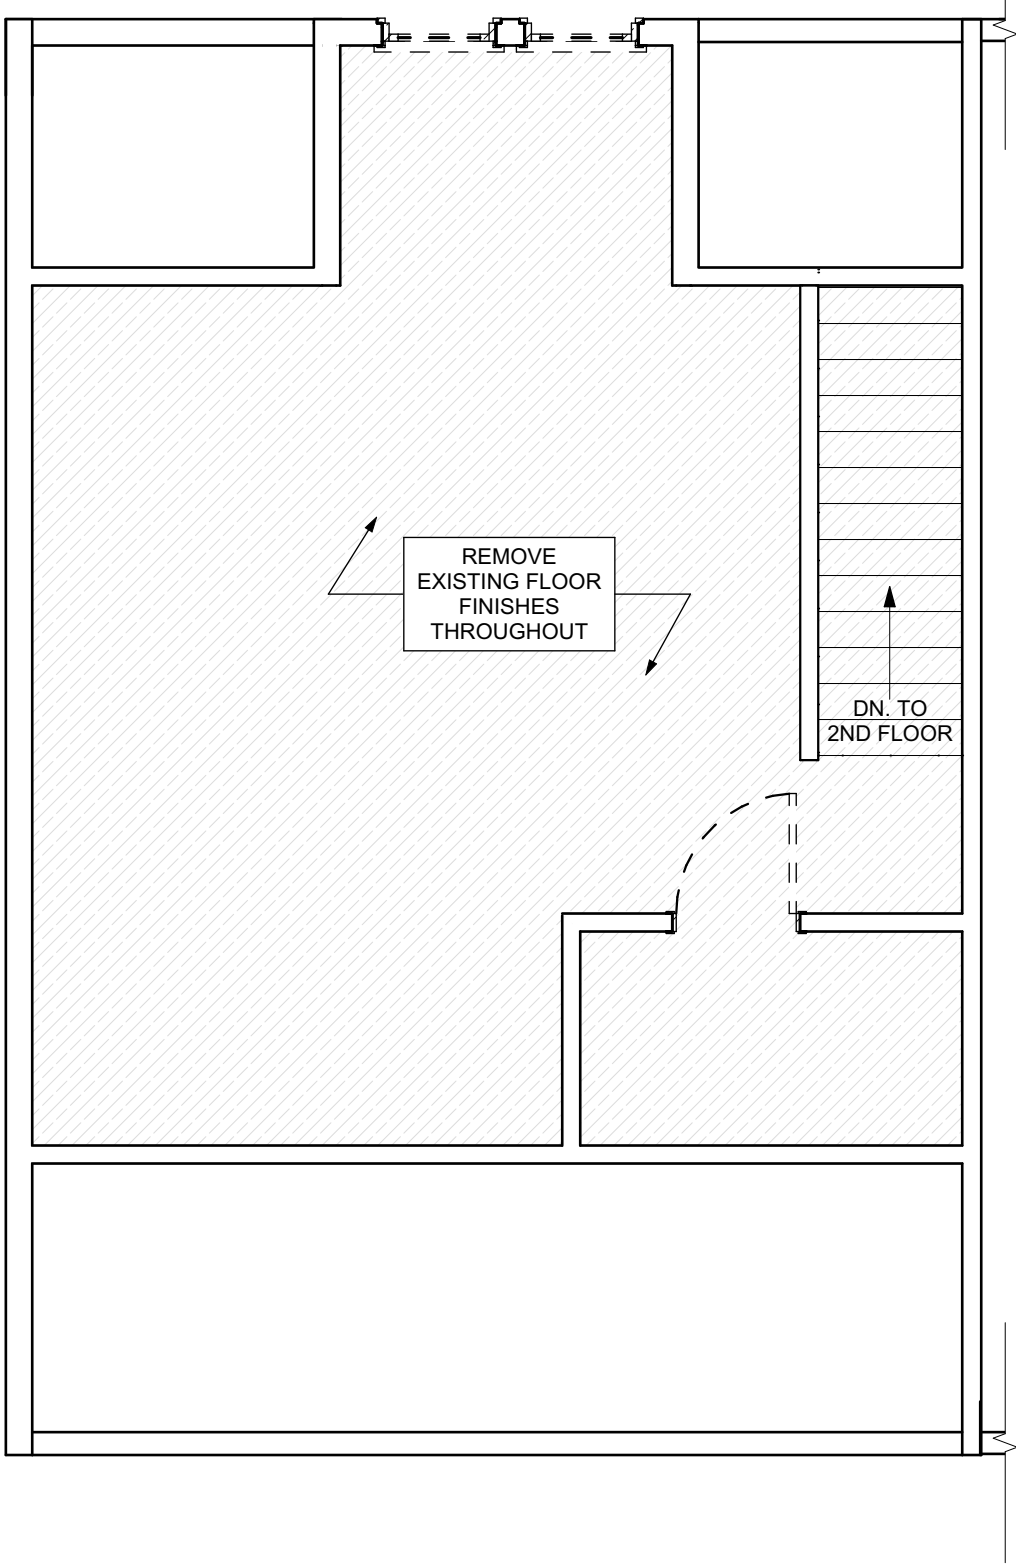 REMOVE
EXISTING FLOOR
FINISHES
THROUGHOUT
DN. TO
2ND FLOOR